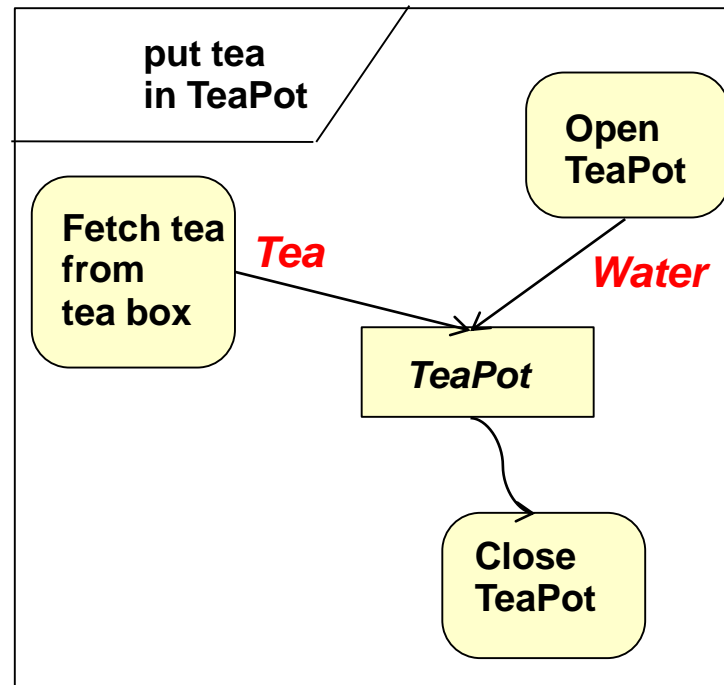 put tea
in TeaPot
Open
TeaPot
Fetch tea
from
tea box
Tea
Water
TeaPot
Close
TeaPot